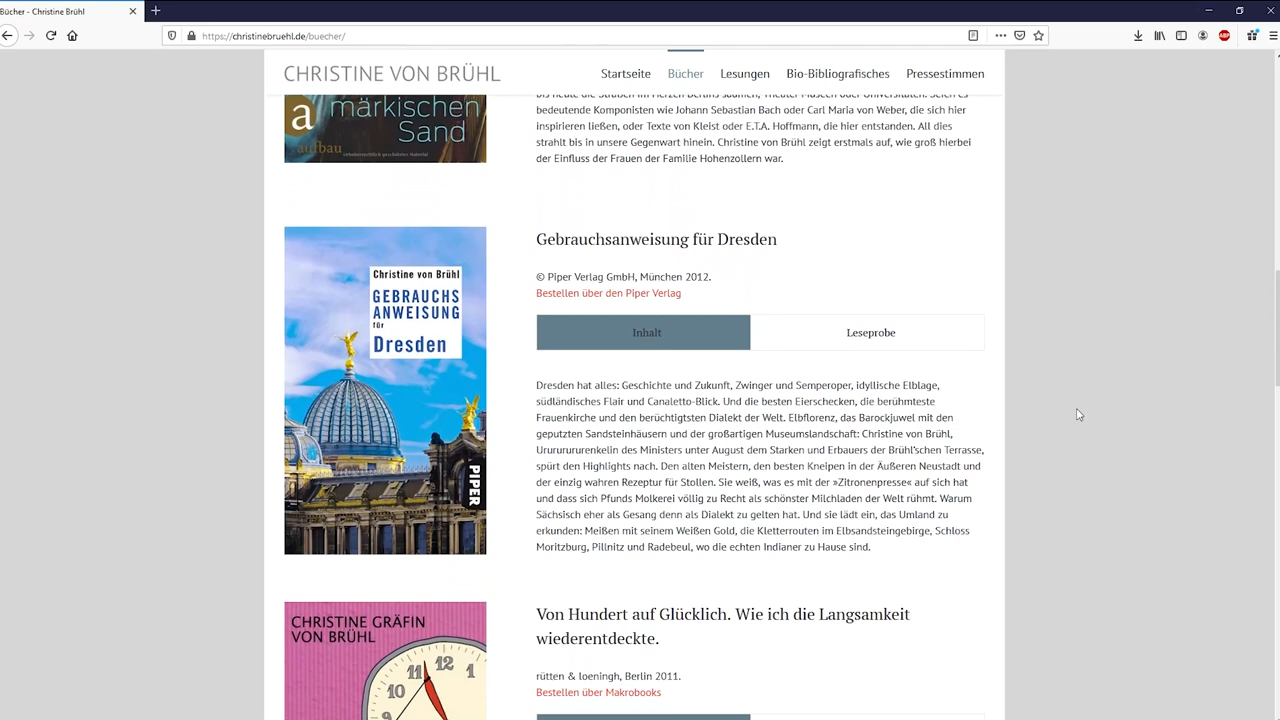 Bücher - Christine Brühl
https://christinebruehl.de/buecher/
CHRISTINE VON BRÜHL
Startseite
Bücher
Lesungen
Bio-Bibliografisches
Pressestimmen
a
märkischen
Sand
aufbau
bis heute die Straßen im Herzen Berlins säumen, Theater Museen oder Universitäten. Seien es
bedeutende Komponisten wie Johann Sebastian Bach oder Carl Maria von Weber, die sich hier
inspirieren ließen, oder Texte von Kleist oder E.T.A. Hoffmann, die hier entstanden. All dies
strahlt bis in unsere Gegenwart hinein. Christine von Brühl zeigt erstmals auf, wie groß hierbei
der Einfluss der Frauen der Familie Hohenzollern war.
Christine von Brühl
GEBRAUCHS
ANWEISUNG
für
Dresden
PIPER
Gebrauchsanweisung für Dresden
© Piper Verlag GmbH, München 2012.
Bestellen über den Piper Verlag
Inhalt
Leseprobe
Dresden hat alles: Geschichte und Zukunft, Zwinger und Semperoper, idyllische Elblage,
südländisches Flair und Canaletto-Blick. Und die besten Eierschecken, die berühmteste
Frauenkirche und den berüchtigtsten Dialekt der Welt. Elbflorenz, das Barockjuwel mit den
geputzten Sandsteinhäusern und der großartigen Museumslandschaft: Christine von Brühl,
Urururururenkelin des Ministers unter August dem Starken und Erbauers der Brühl'schen Terrasse,
spürt den Highlights nach. Den alten Meistern, den besten Kneipen in der Äußeren Neustadt und
der einzig wahren Rezeptur für Stollen. Sie weiß, was es mit der »Zitronenpresse« auf sich hat
und dass sich Pfunds Molkerei völlig zu Recht als schönster Milchladen der Welt rühmt. Warum
Sächsisch eher als Gesang denn als Dialekt zu gelten hat. Und sie lädt ein, das Umland zu
erkunden: Meißen mit seinem Weißen Gold, die Kletterrouten im Elbsandsteingebirge, Schloss
Moritzburg, Pillnitz und Radebeul, wo die echten Indianer zu Hause sind.
CHRISTINE GRÄFIN
VON BRÜHL
11 12 1
10
Von Hundert auf Glücklich. Wie ich die Langsamkeit
wiederentdeckte.
rütten & loeningh, Berlin 2011.
Bestellen über Makrobooks